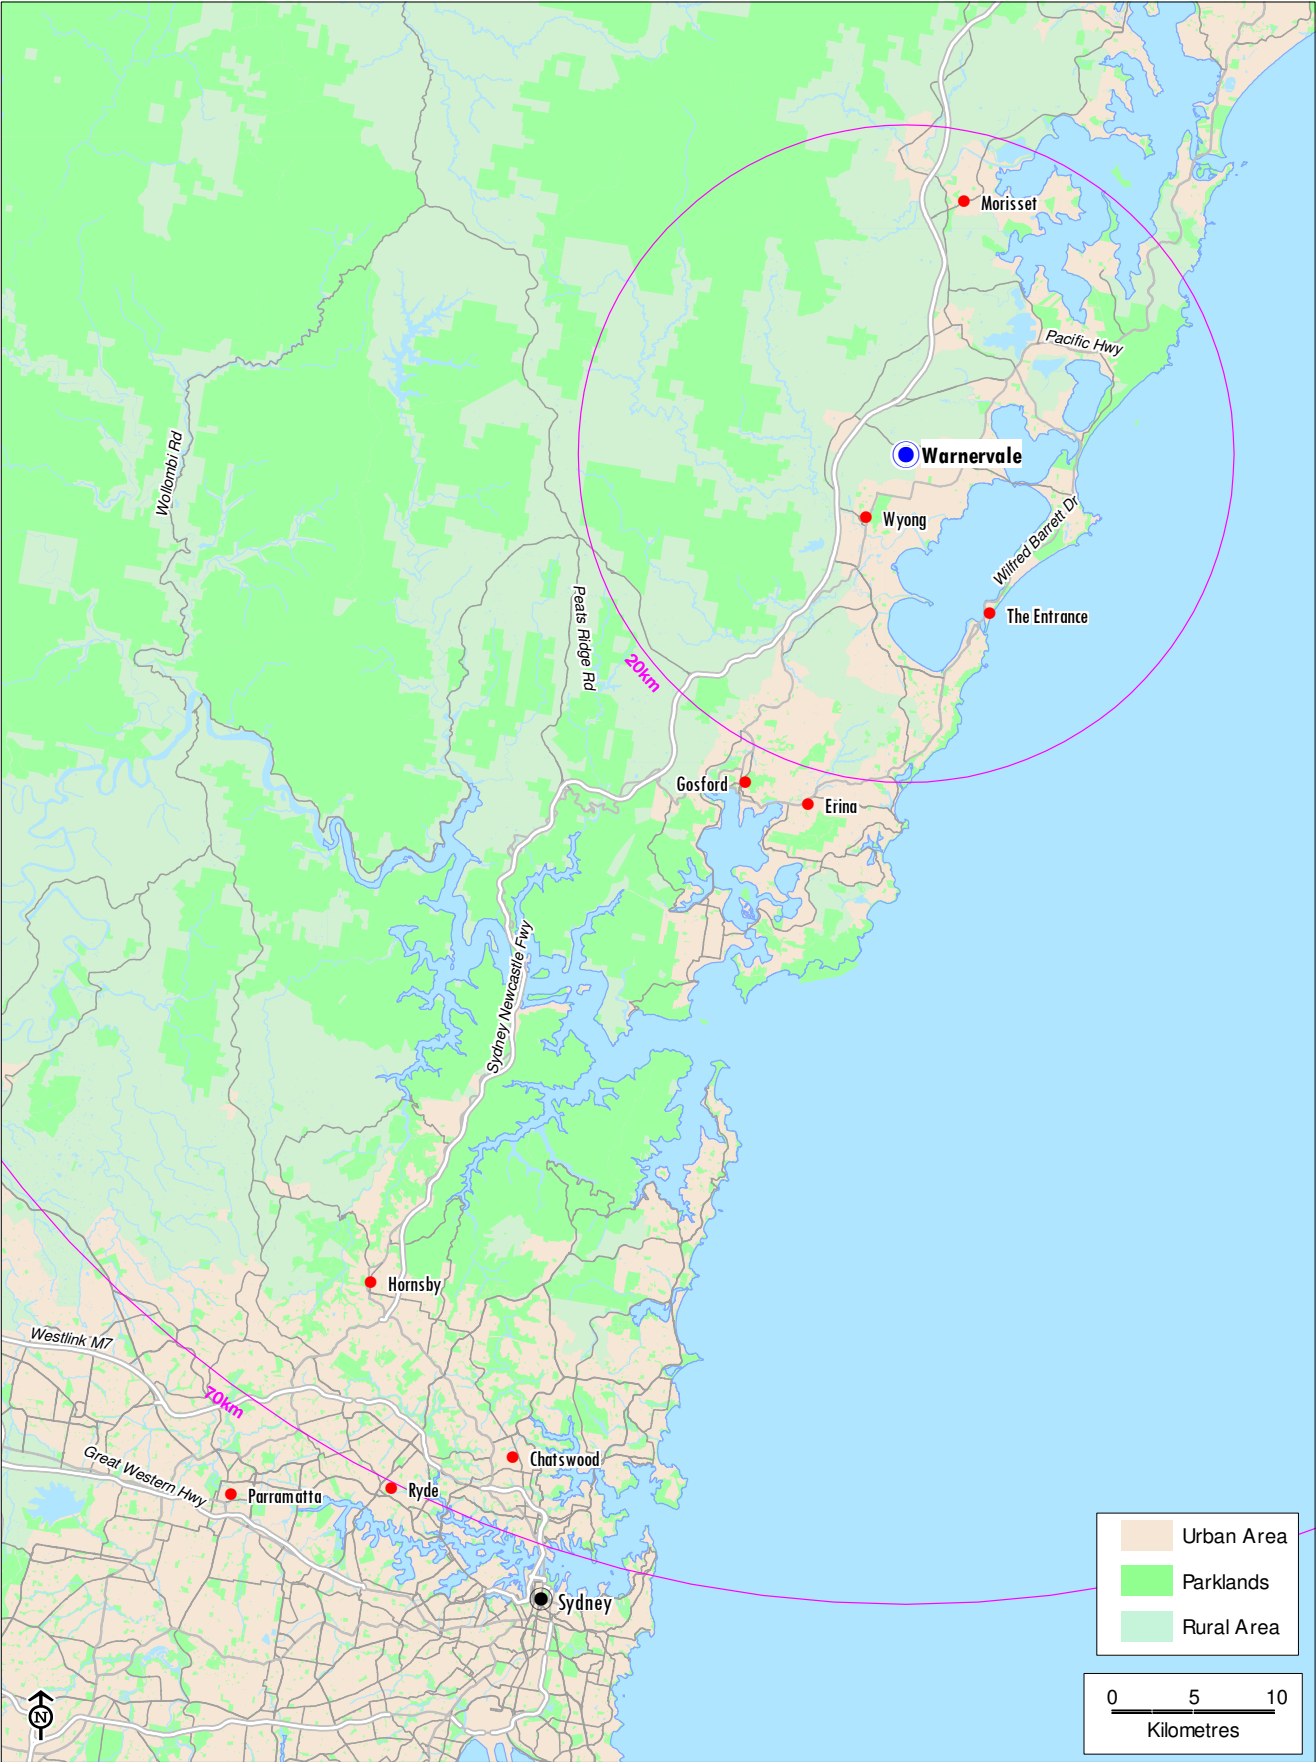 Morisset
Pacific Hwy
Wollombi Rd
Warnervale
Wyong
Wilfred Barrett Dr
The Entrance
Peats Ridge Rd
20km
Gosford
Erina
Sydney Newcastle Fwy
Hornsby
Westlink M7
70km
Great Western Hwy
Chatswood
Parramatta
Ryde
Sydney
Urban Area
Parklands
Rural Area
0 5 10
Kilometres
N